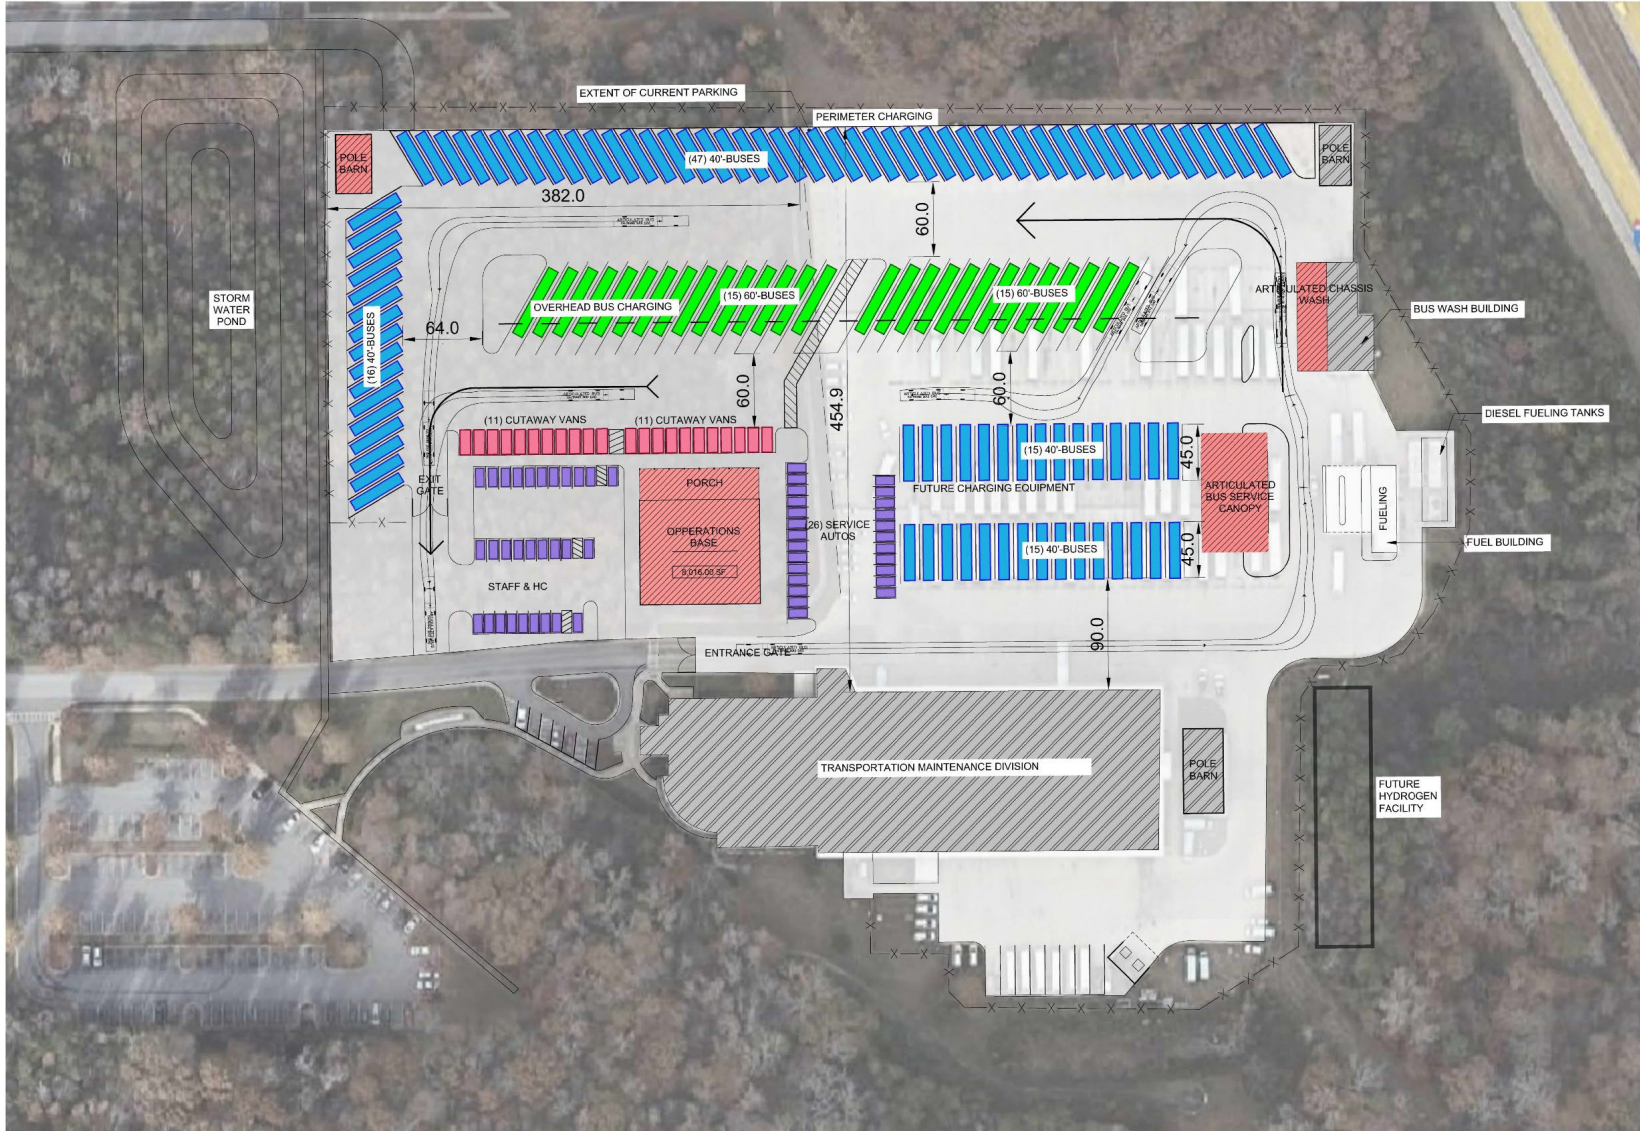 EXTENT OF CURRENT PARKING
PERIMETER CHARGING
POLE
BARN
(47) 40'-BUSES
POLE
BARN
382.0
60.0
STORM
WATER
POND
(16) 40'-BUSES
64.0
OVERHEAD BUS CHARGING
(15) 60'-BUSES
(15) 60'-BUSES
ARTICULATED CHASSIS
WASH
BUS WASH BUILDING
60.0
454.9
60.0
DIESEL FUELING TANKS
(11) CUTAWAY VANS
(11) CUTAWAY VANS
(15) 40'-BUSES
45.0
EXIT
GATE
PORCH
FUTURE CHARGING EQUIPMENT
ARTICULATED
BUS SERVICE
CANOPY
FUELING
OPPERATIONS
BASE
(26) SERVICE
AUTOS
(15) 40'-BUSES
45.0
FUEL BUILDING
9,016.00 SF
STAFF & HC
90.0
ENTRANCE GATE
TRANSPORTATION MAINTENANCE DIVISION
POLE
BARN
FUTURE
HYDROGEN
FACILITY